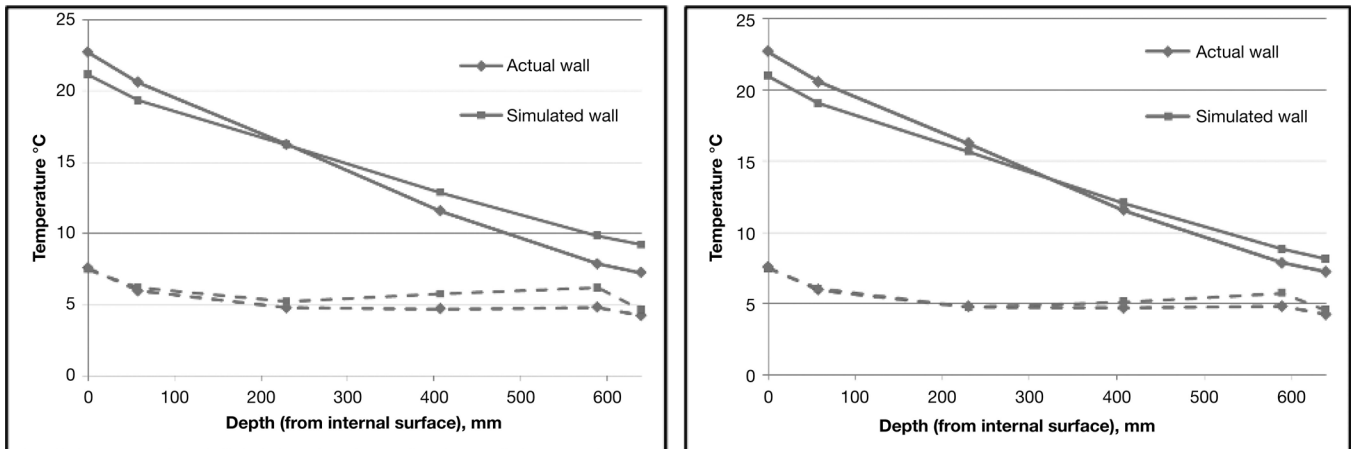 25
20
15
10
5
0
Temperature °C
Actual wall
Simulated wall
0 100 200 300 400 500 600
Depth (from internal surface), mm
25
20
15
10
5
0
Temperature °C
Actual wall
Simulated wall
0 100 200 300 400 500 600
Depth (from internal surface), mm